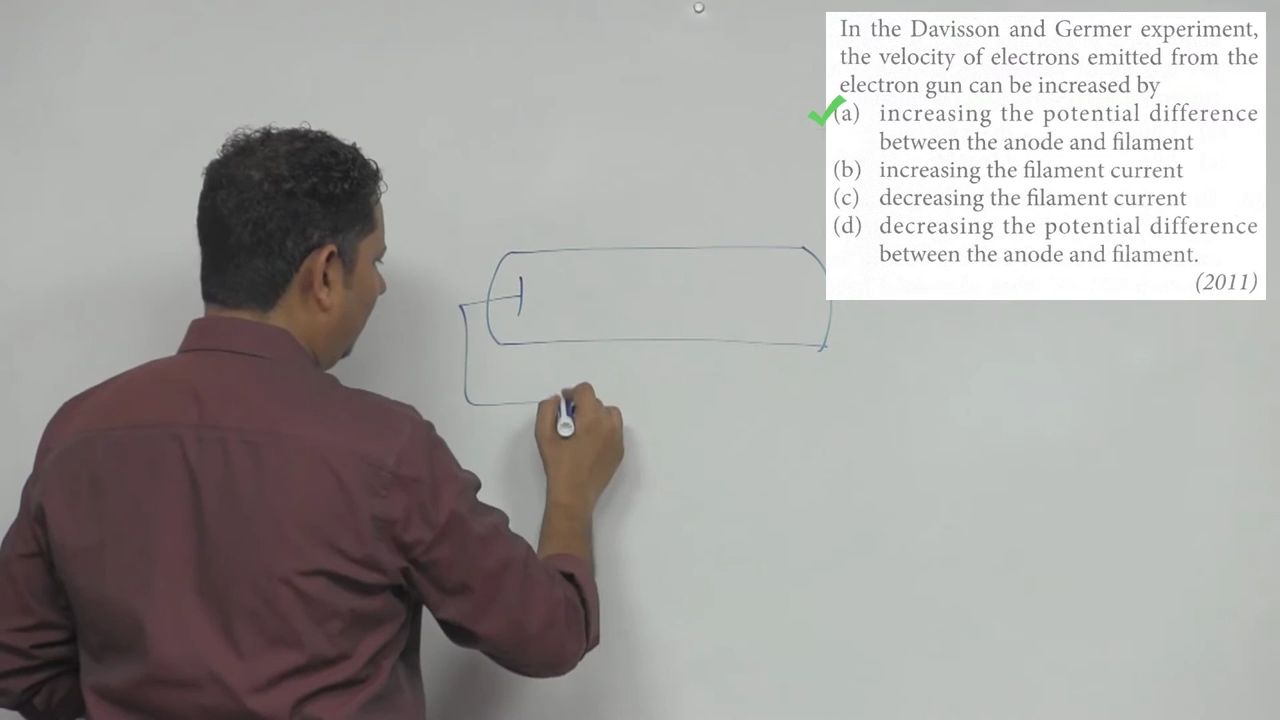 In the Davisson and Germer experiment,
the velocity of electrons emitted from the
electron gun can be increased by
(a) increasing the potential difference
between the anode and filament
(b) increasing the filament current
(c) decreasing the filament current
(d) decreasing the potential difference
between the anode and filament.
(2011)